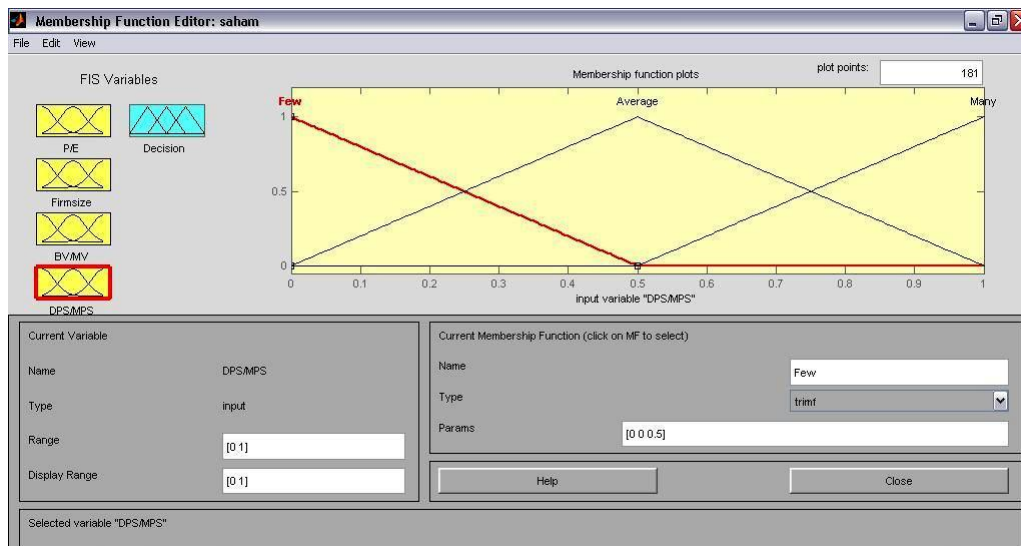 Membership Function Editor: saham
File Edit View
FIS Variables
P/E
Decision
Firmsize
BV/MV
DPS/MPS
Membership function plots
plot points:
181
Few
Average
Many
1
0.5
0
0 0.1 0.2 0.3 0.4 0.5 0.6 0.7 0.8 0.9 1
input variable "DPS/MPS"
Current Variable
Name DPS/MPS
Type input
Range [0 1]
Display Range [0 1]
Current Membership Function (click on MF to select)
Name Few
Type trimf
Params [0 0 0.5]
Help Close
Selected variable "DPS/MPS"